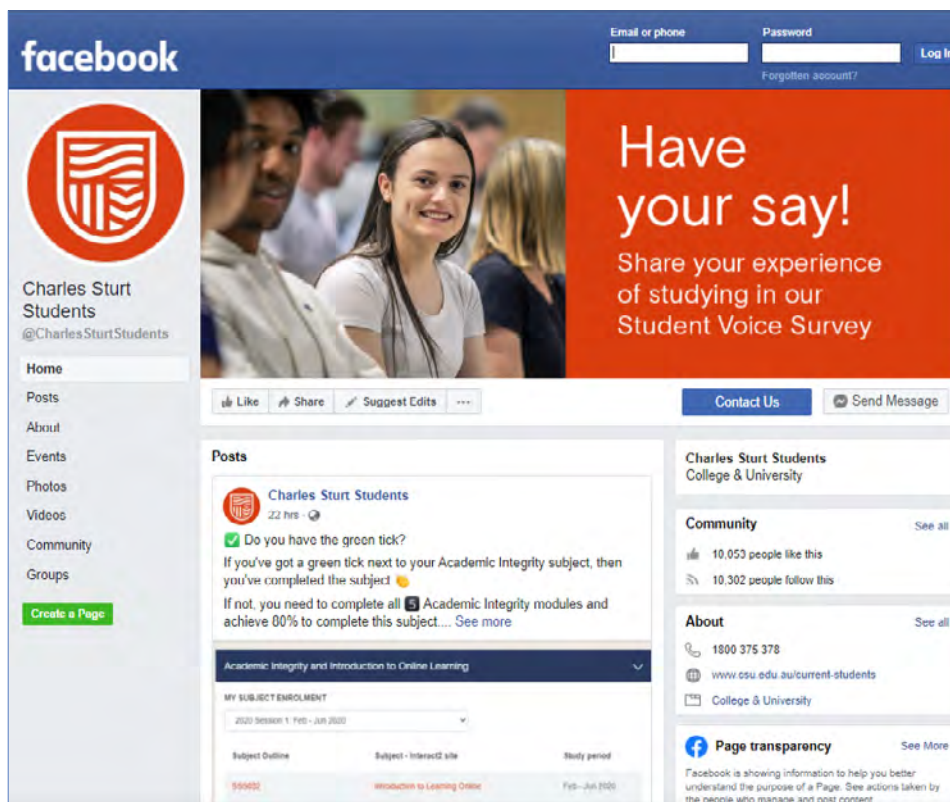 facebook
Email or phone
Password
Log In
Forgotten account?
Have
your say!
Share your experience
of studying in our
Student Voice Survey
Charles Sturt
Students
@CharlesSturtStudents
Home
Posts
About
Events
Photos
Videos
Community
Groups
Create a Page
Like
Share
Suggest Edits
Contact Us
Send Message
Posts
Charles Sturt Students
22 hrs
✅ Do you have the green tick?
If you've got a green tick next to your Academic Integrity subject, then
you've completed the subject 👏
If not, you need to complete all 5 Academic Integrity modules and
achieve 80% to complete this subject.... See more
Academic Integrity and Introduction to Online Learning
MY SUBJECT ENROLMENT
2020 Session 1: Feb - Jun 2020
Subject Outline
Subject - Interact2 site
Study period
Introduction to Learning Online
Feb - Jun 2020
Charles Sturt Students
College & University
Community
See all
10,053 people like this
10,302 people follow this
About
See all
1800 375 378
www.csu.edu.au/current-students
College & University
Page transparency
See More
Facebook is showing information to help you better
understand the purpose of a Page. See actions taken by
the people who manage and post content.